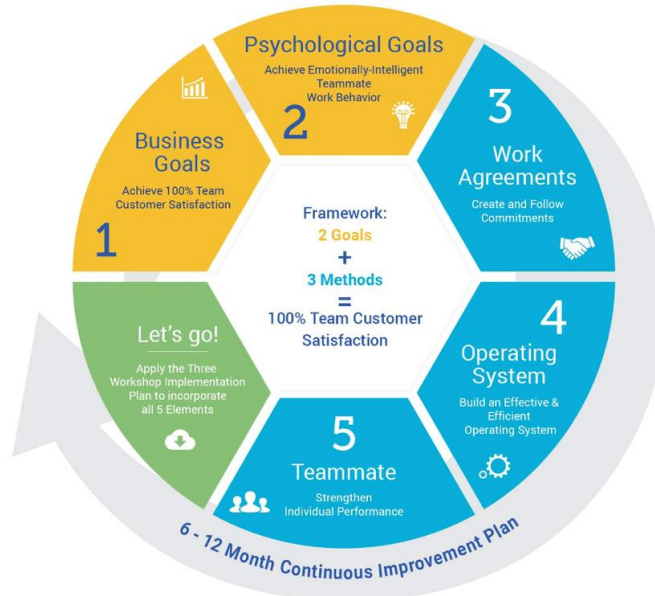 1
Business
Goals
Achieve 100% Team
Customer Satisfaction
Psychological Goals
Achieve Emotionally-Intelligent
Teammate
Work Behavior
2
3
Work
Agreements
Create and Follow
Commitments
4
Operating
System
Build an Effective &
Efficient
Operating System
5
Teammate
Strengthen
Individual Performance
Let's go!
Apply the Three
Workshop Implementation
Plan to incorporate
all 5 Elements
Framework:
2 Goals
+
3 Methods
=
100% Team Customer
Satisfaction
6 - 12 Month Continuous Improvement Plan